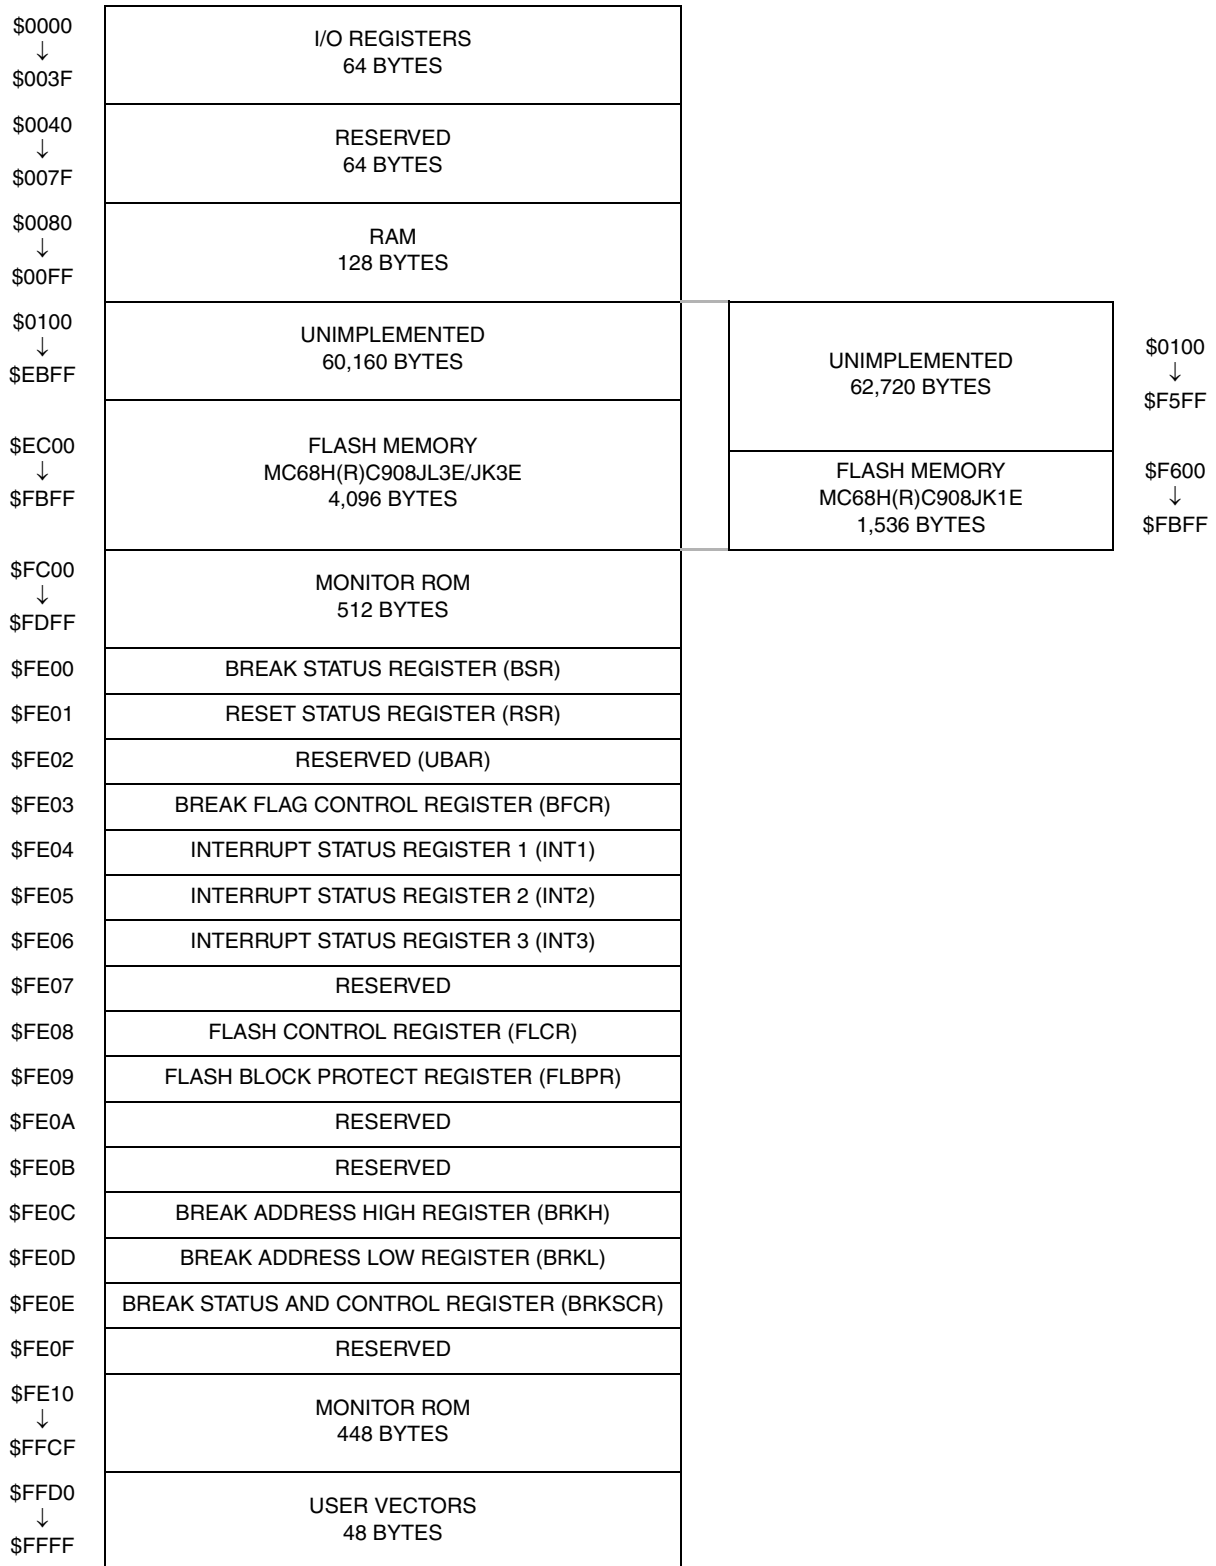 $0000
↓
$003F
I/O REGISTERS
64 BYTES
$0040
↓
$007F
RESERVED
64 BYTES
$0080
↓
$00FF
RAM
128 BYTES
$0100
↓
$EBFF
UNIMPLEMENTED
60,160 BYTES
UNIMPLEMENTED
62,720 BYTES
$0100
↓
$F5FF
$EC00
↓
$FBFF
FLASH MEMORY
MC68H(R)C908JL3E/JK3E
4,096 BYTES
FLASH MEMORY
MC68H(R)C908JK1E
1,536 BYTES
$F600
↓
$FBFF
$FC00
↓
$FDFF
MONITOR ROM
512 BYTES
$FE00 BREAK STATUS REGISTER (BSR)
$FE01 RESET STATUS REGISTER (RSR)
$FE02 RESERVED (UBAR)
$FE03 BREAK FLAG CONTROL REGISTER (BFCR)
$FE04 INTERRUPT STATUS REGISTER 1 (INT1)
$FE05 INTERRUPT STATUS REGISTER 2 (INT2)
$FE06 INTERRUPT STATUS REGISTER 3 (INT3)
$FE07 RESERVED
$FE08 FLASH CONTROL REGISTER (FLCR)
$FE09 FLASH BLOCK PROTECT REGISTER (FLBPR)
$FE0A RESERVED
$FE0B RESERVED
$FE0C BREAK ADDRESS HIGH REGISTER (BRKH)
$FE0D BREAK ADDRESS LOW REGISTER (BRKL)
$FE0E BREAK STATUS AND CONTROL REGISTER (BRKSCR)
$FE0F RESERVED
$FE10
↓
$FFCF
MONITOR ROM
448 BYTES
$FFD0
↓
$FFFF
USER VECTORS
48 BYTES